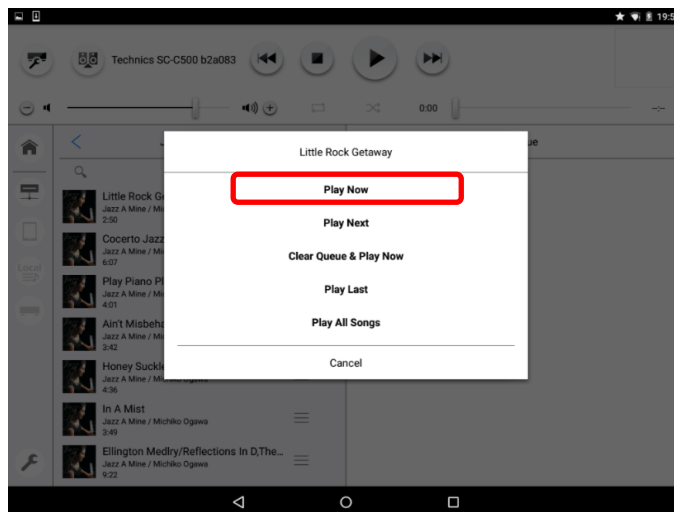 19:5
Technics SC-C500 b2a083
0:00
--:--
Little Rock Getaway
Play Now
Play Next
Clear Queue & Play Now
Play Last
Play All Songs
Cancel
Local
Little Rock G
Jazz A Mine / Mi
2:50
Cocerto Jazz
Jazz A Mine / Mi
6:07
Play Piano Pl
Jazz A Mine / Mi
4:01
Ain't Misbeha
Jazz A Mine / Mi
3:42
Honey Suckle
Jazz A Mine / Michiko Ogawa
4:36
In A Mist
Jazz A Mine / Michiko Ogawa
3:49
Ellington Medlry/Reflections In D,The...
Jazz A Mine / Michiko Ogawa
9:22